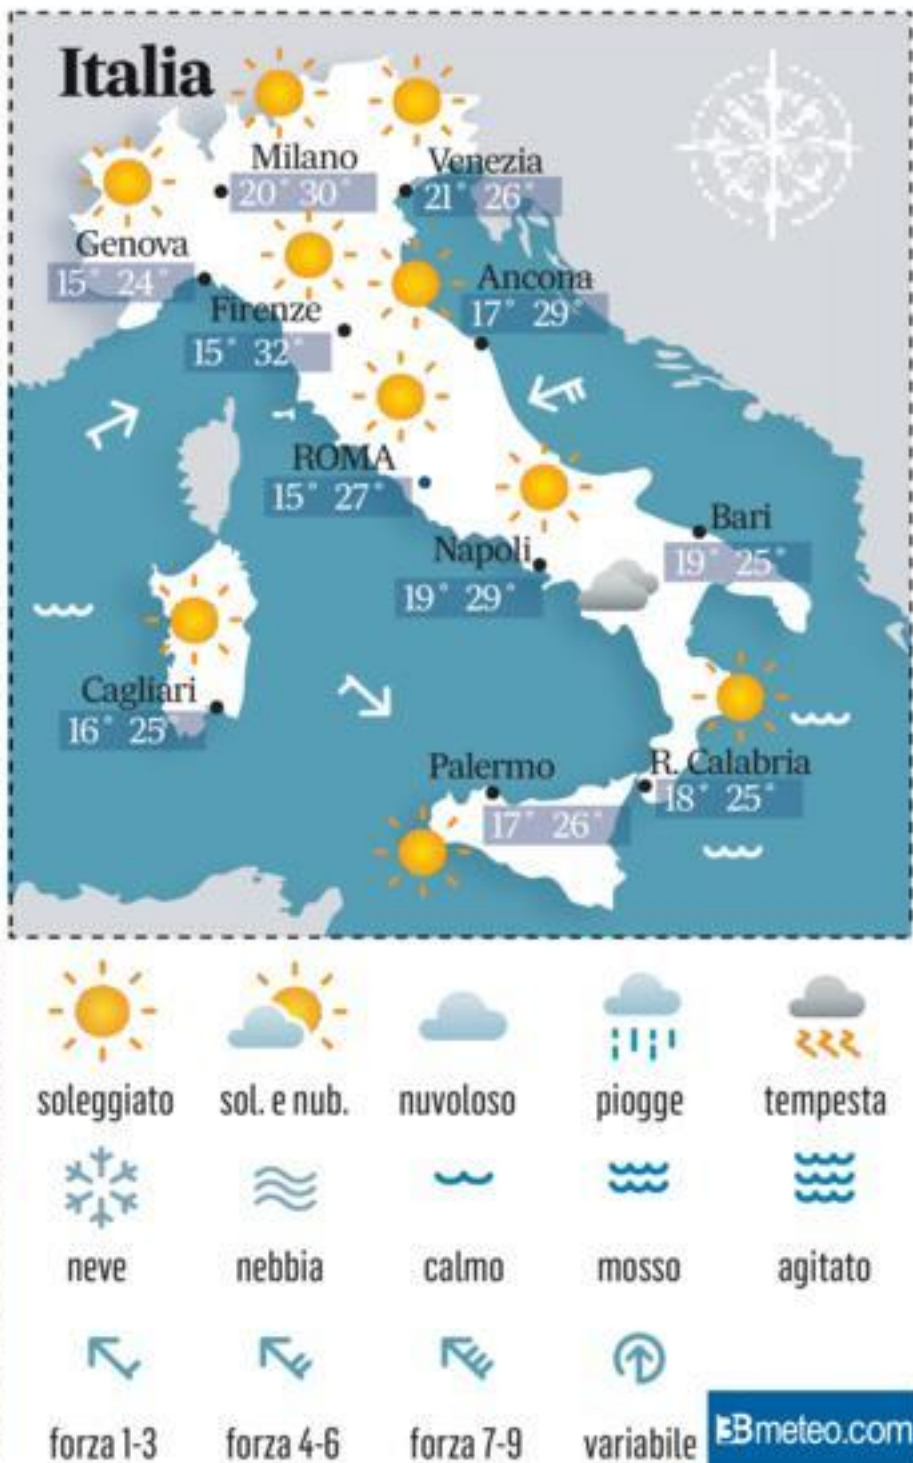 Italia
Milano
20° 30°
Venezia
21° 26°
Genova
15° 24°
Ancona
17° 29°
Firenze
15° 32°
ROMA
15° 27°
Bari
19° 25°
Napoli
19° 29°
Cagliari
16° 25°
Palermo
17° 26°
R. Calabria
18° 25°
soleggiato
sol. e nub.
nuvoloso
piogge
tempesta
neve
nebbia
calmo
mosso
agitato
forza 1-3
forza 4-6
forza 7-9
variabile
3Bmeteo.com